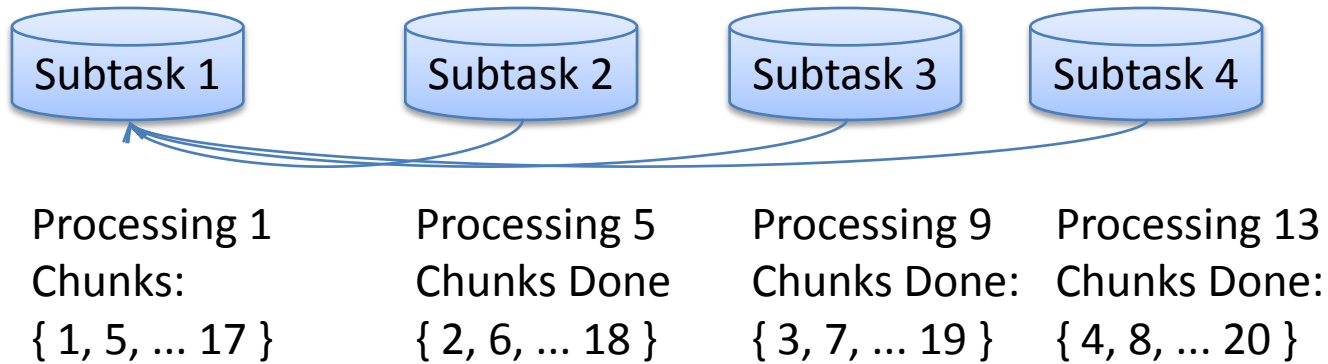 Subtask 1
Subtask 2
Subtask 3
Subtask 4
Processing 1
Chunks:
{ 1, 5, ... 17 }
Processing 5
Chunks Done
{ 2, 6, ... 18 }
Processing 9
Chunks Done:
{ 3, 7, ... 19 }
Processing 13
Chunks Done:
{ 4, 8, ... 20 }